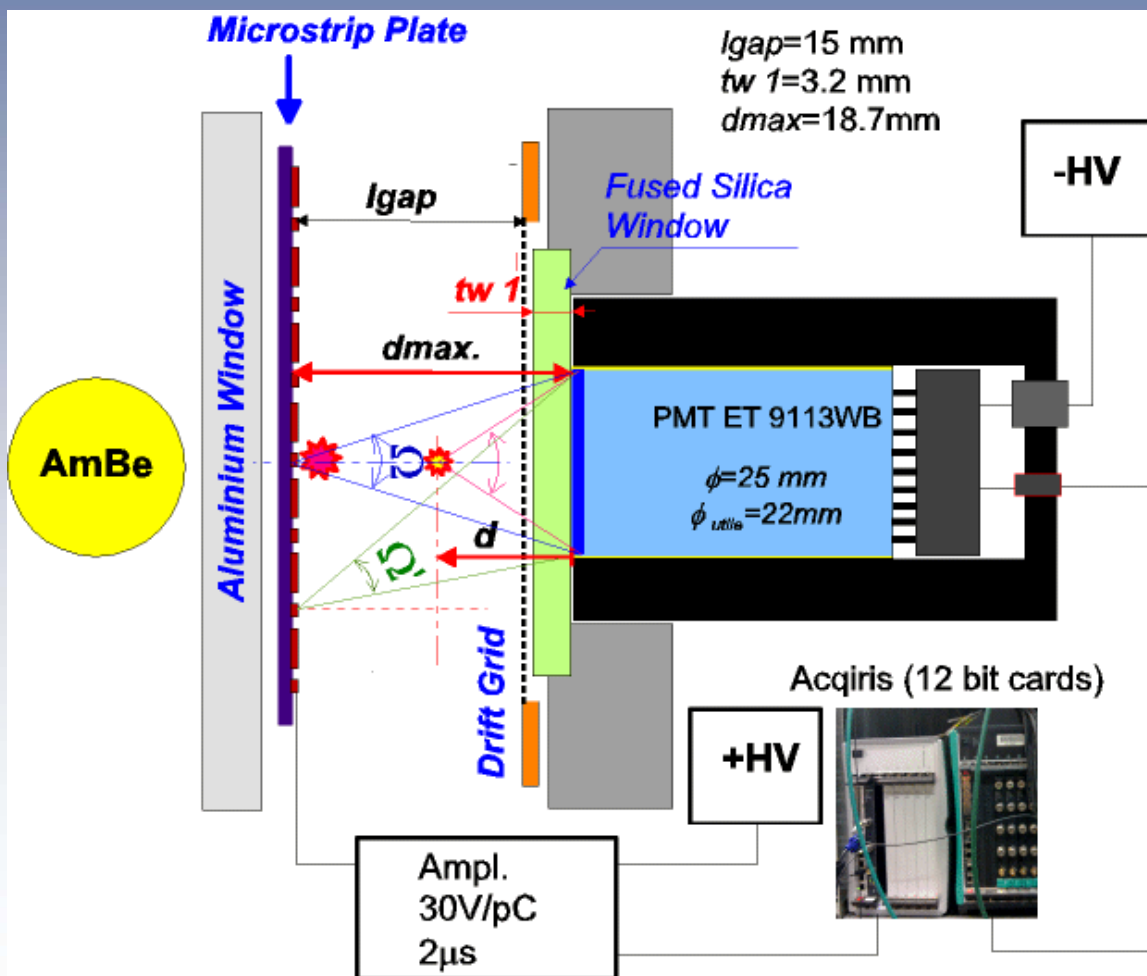 Microstrip Plate
lgap=15 mm
tw 1=3.2 mm
dmax=18.7mm
-HV
lgap
Fused Silica
Window
tw 1
dmax.
Aluminium Window
AmBe
Ω
PMT ET 9113WB
ϕ=25 mm
ϕ utile=22mm
d
Ω
Drift Grid
Acqiris (12 bit cards)
+HV
Ampl.
30V/pC
2μs